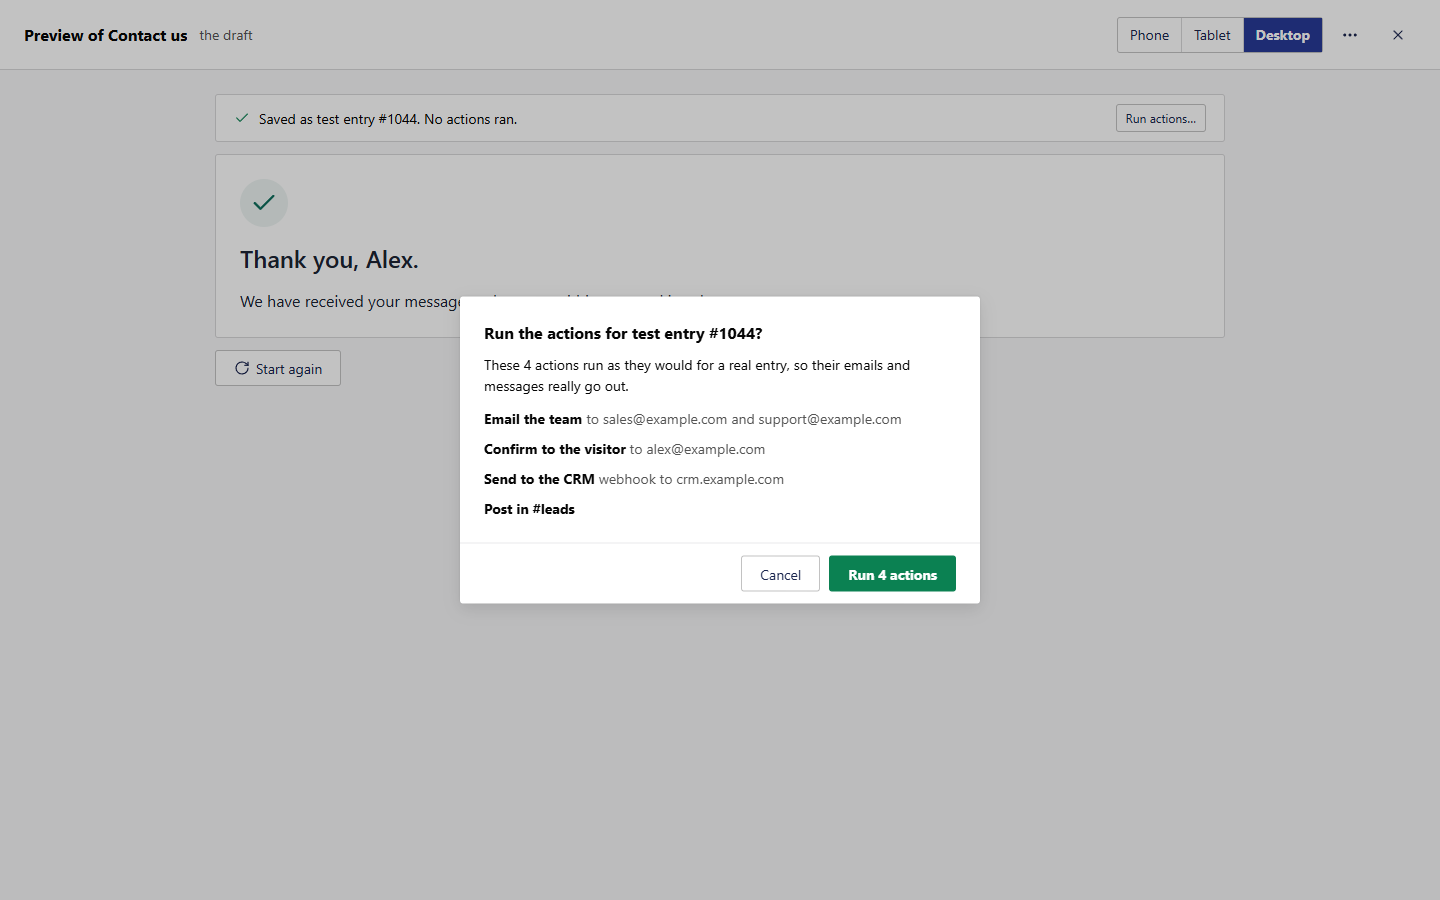 Preview of Contact us the draft
Phone Tablet Desktop
Saved as test entry #1044. No actions ran.
Run actions...
Thank you, Alex.
We have received your message
Run the actions for test entry #1044?
These 4 actions run as they would for a real entry, so their emails and
messages really go out.
Email the team to sales@example.com and support@example.com
Confirm to the visitor to alex@example.com
Send to the CRM webhook to crm.example.com
Post in #leads
Cancel Run 4 actions
Start again